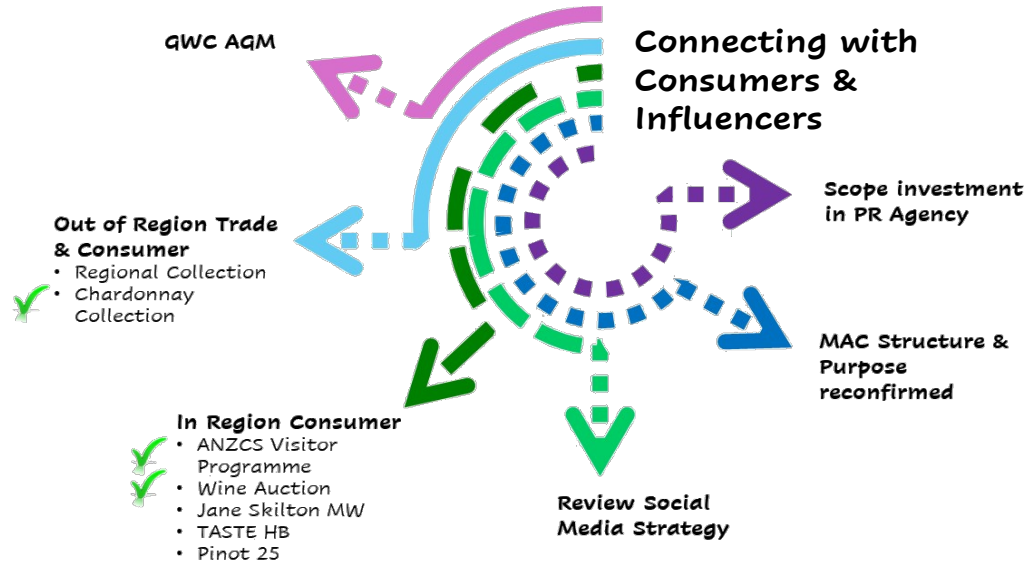 GWC AGM
Connecting with
Consumers &
Influencers
Scope investment
in PR Agency
Out of Region Trade
& Consumer
• Regional Collection
• Chardonnay
Collection
MAC Structure &
Purpose
reconfirmed
In Region Consumer
• ANZCS Visitor
Programme
• Wine Auction
• Jane Skilton MW
• TASTE HB
• Pinot 25
Review Social
Media Strategy